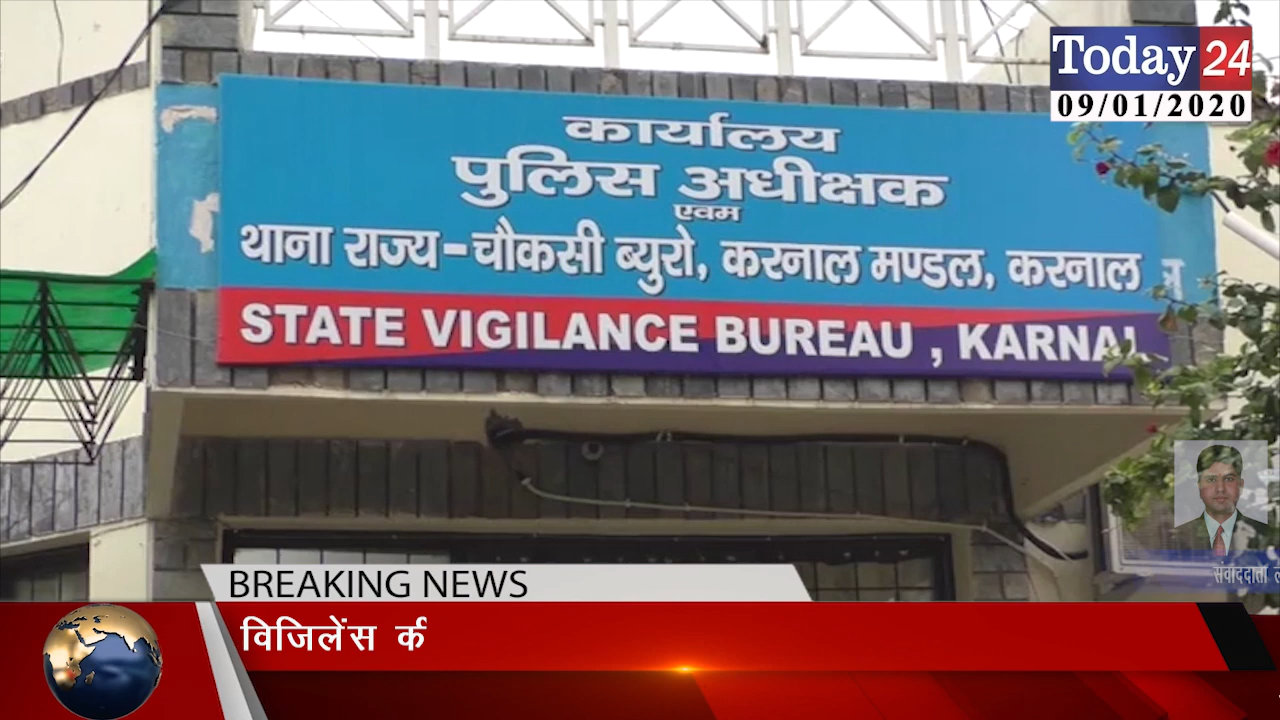 Today 24
09/01/2020
कार्यालय
पुलिस अधीक्षक
एवम
थाना राज्य-चौकसी ब्युरो, करनाल मण्डल, करनाल
STATE VIGILANCE BUREAU , KARNAL
संवाददाता
BREAKING NEWS
विजिलेंस र्क